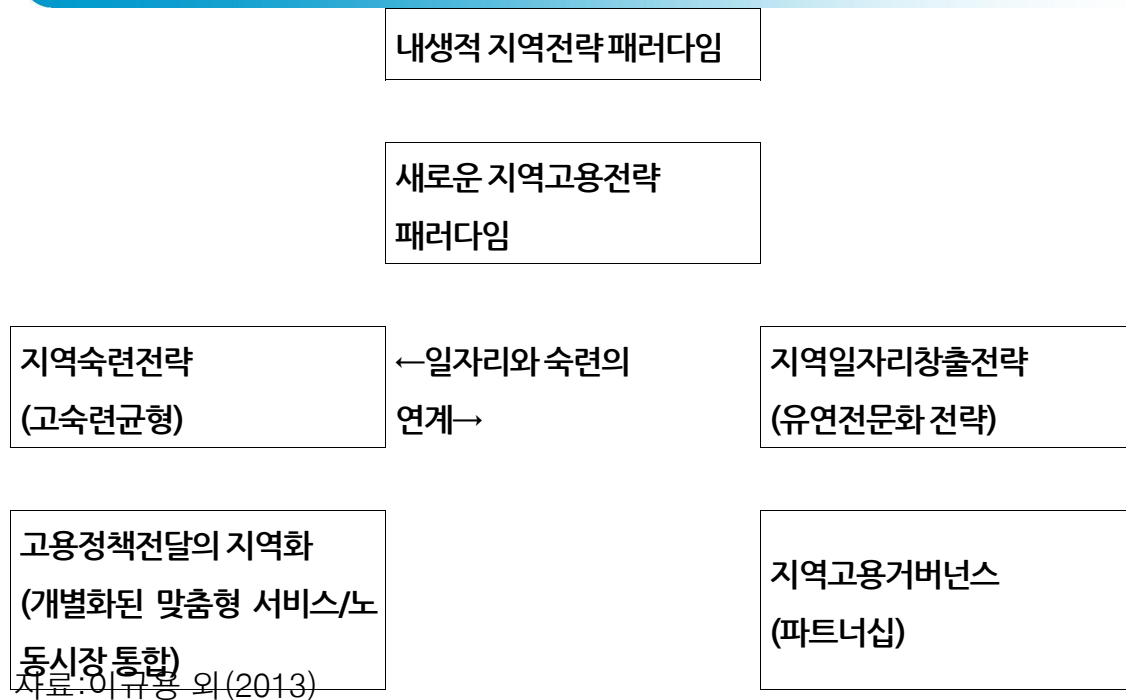 내생적 지역전략 패러다임
새로운 지역고용전략
패러다임
지역숙련전략
(고숙련균형)
←일자리와 숙련의
연계→
지역일자리창출전략
(유연전문화 전략)
고용정책전달의 지역화
(개별화된 맞춤형 서비스/노
동시장 통합)
지역고용거버넌스
(파트너십)
자료:이규용 외(2013)